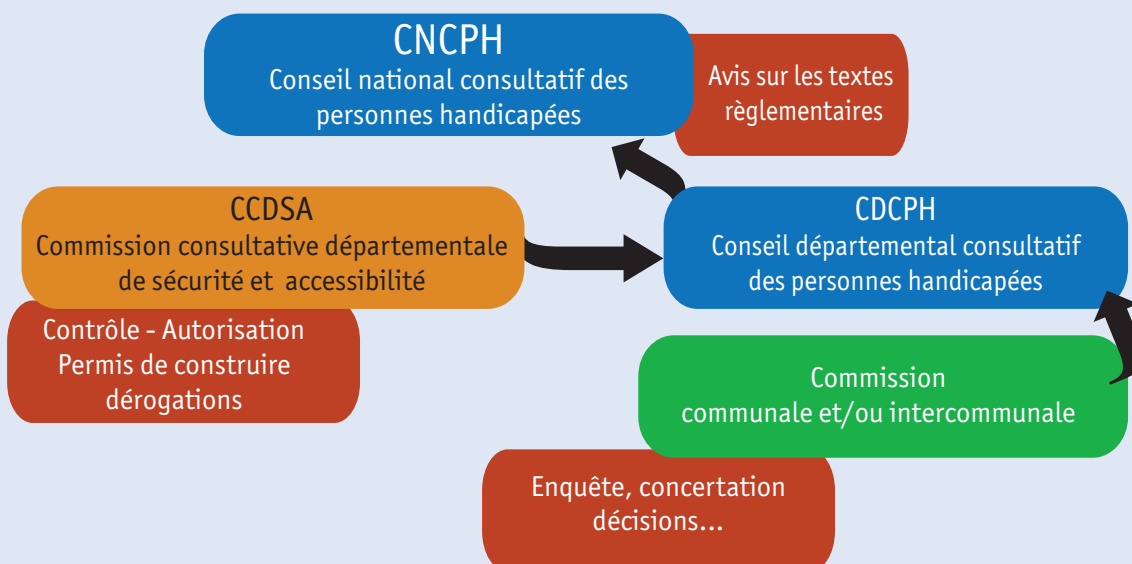 CNCPH
Conseil national consultatif des
personnes handicapées
Avis sur les textes
règlementaires
CCDSA
Commission consultative départementale
de sécurité et accessibilité
CDCPH
Conseil départemental consultatif
des personnes handicapées
Contrôle - Autorisation
Permis de construire
dérogations
Commission
communale et/ou intercommunale
Enquête, concertation
décisions...